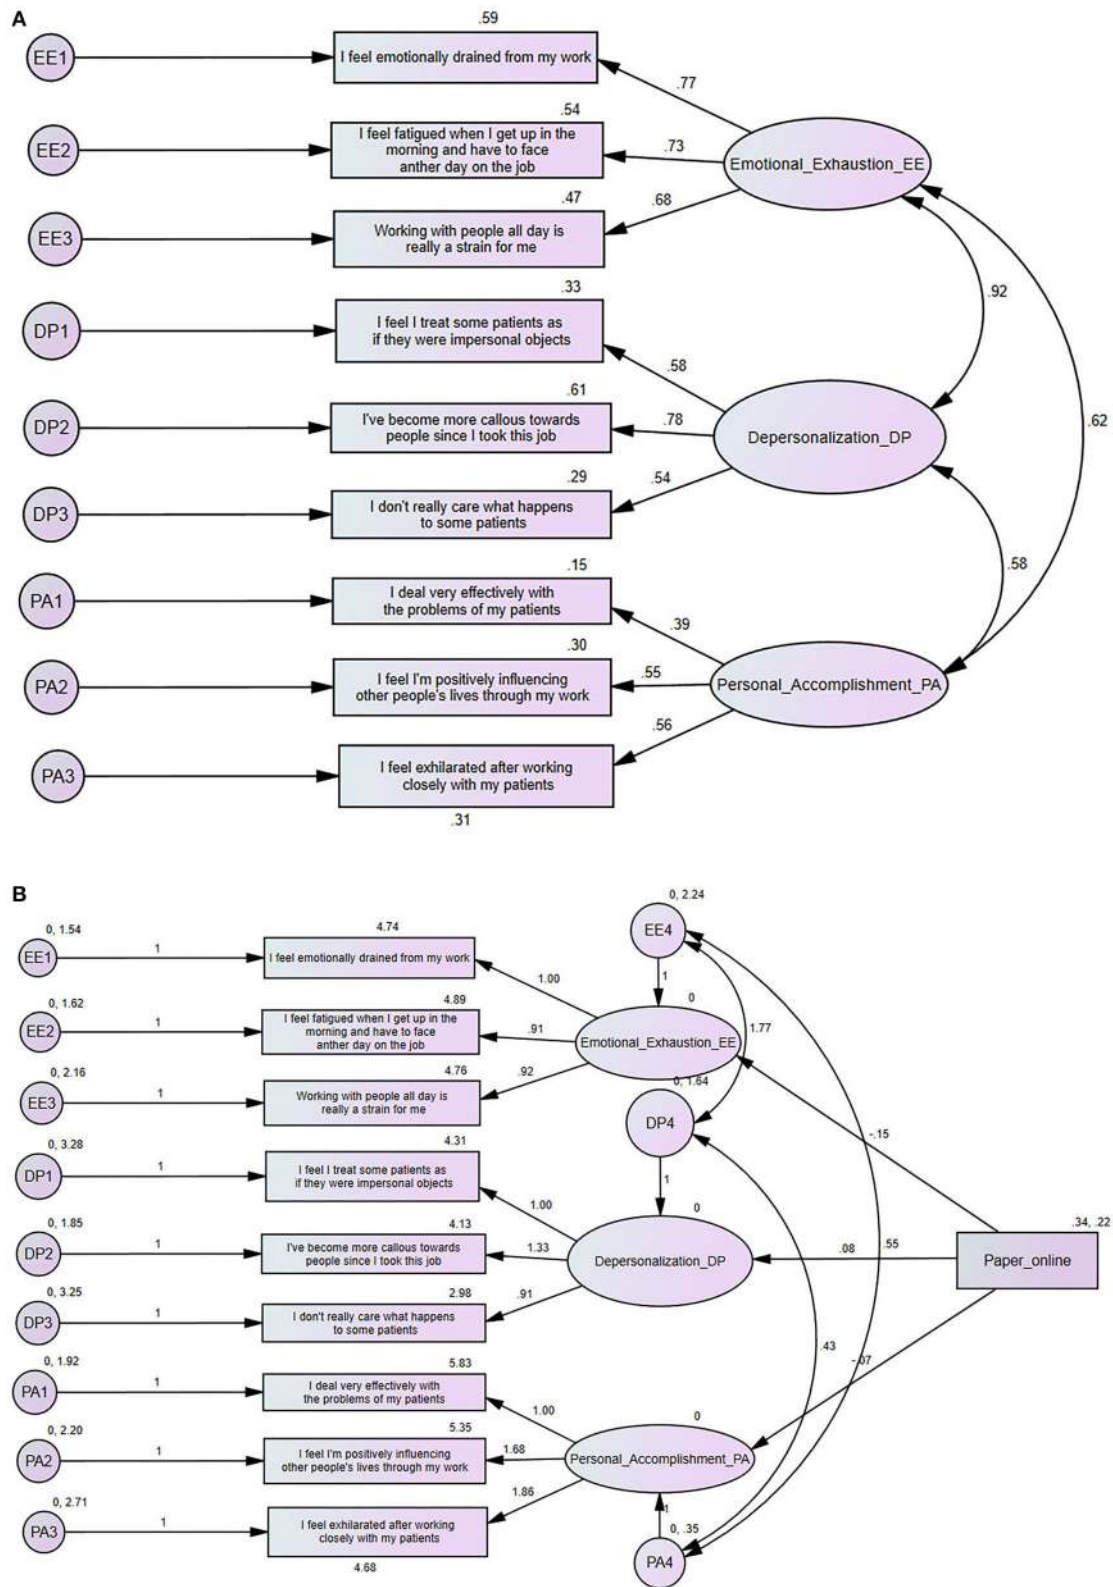 A
.59
EE1
I feel emotionally drained from my work
.77
.54
EE2
I feel fatigued when I get up in the
morning and have to face
anther day on the job
.73
Emotional_Exhaustion_EE
.47
.68
EE3
Working with people all day is
really a strain for me
.92
.33
DP1
I feel I treat some patients as
if they were impersonal objects
.58
.61
.62
DP2
I've become more callous towards
people since I took this job
.78
Depersonalization_DP
.29
.54
DP3
I don't really care what happens
to some patients
.58
.15
PA1
I deal very effectively with
the problems of my patients
.39
.30
PA2
I feel I'm positively influencing
other people's lives through my work
.55
Personal_Accomplishment_PA
.56
PA3
I feel exhilarated after working
closely with my patients
.31
B
0, 2.24
EE4
0, 1.54
4.74
EE1
1
I feel emotionally drained from my work
1.00
1
0
0, 1.62
4.89
EE2
1
I feel fatigued when I get up in the
morning and have to face
anther day on the job
.91
Emotional_Exhaustion_EE
1.77
0, 2.16
4.76
.92
0, 1.64
EE3
1
Working with people all day is
really a strain for me
DP4
-.15
0, 3.28
4.31
DP1
1
I feel I treat some patients as
if they were impersonal objects
1.00
1
0
0, 1.85
4.13
.34, .22
DP2
1
I've become more callous towards
people since I took this job
1.33
Depersonalization_DP
.08
.55
Paper_online
0, 3.25
2.98
.91
DP3
1
I don't really care what happens
to some patients
.43
-.07
0, 1.92
5.83
PA1
1
I deal very effectively with
the problems of my patients
1.00
0
0, 2.20
5.35
PA2
1
I feel I'm positively influencing
other people's lives through my work
1.68
Personal_Accomplishment_PA
1.86
0, 2.71
PA3
1
I feel exhilarated after working
closely with my patients
4.68
1
0, .35
PA4